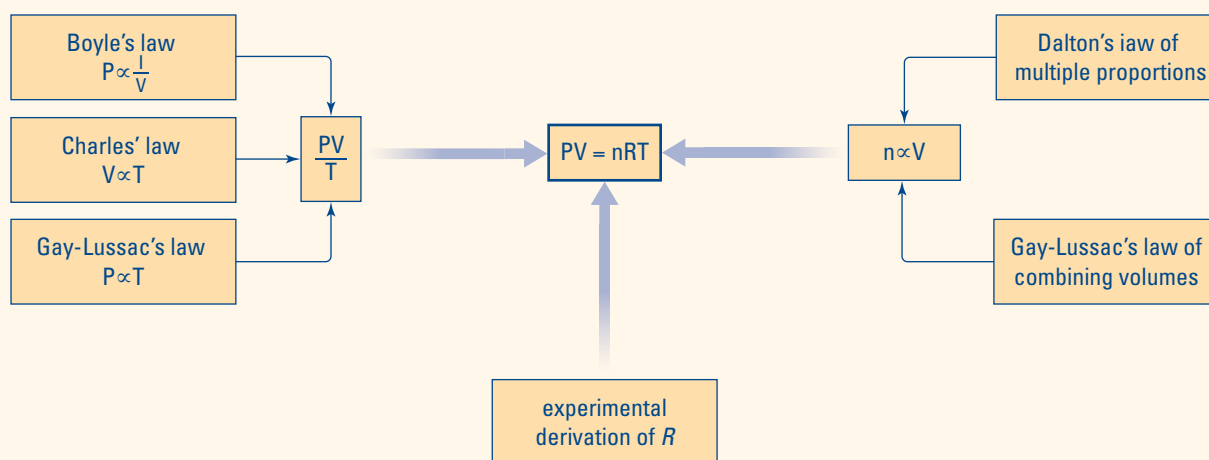 Boyle's law
P∝I/V
Charles' law
V∝T
Gay-Lussac's law
P∝T
PV/T
PV = nRT
n∝V
Dalton's iaw of
multiple proportions
Gay-Lussac's law of
combining volumes
experimental
derivation of R